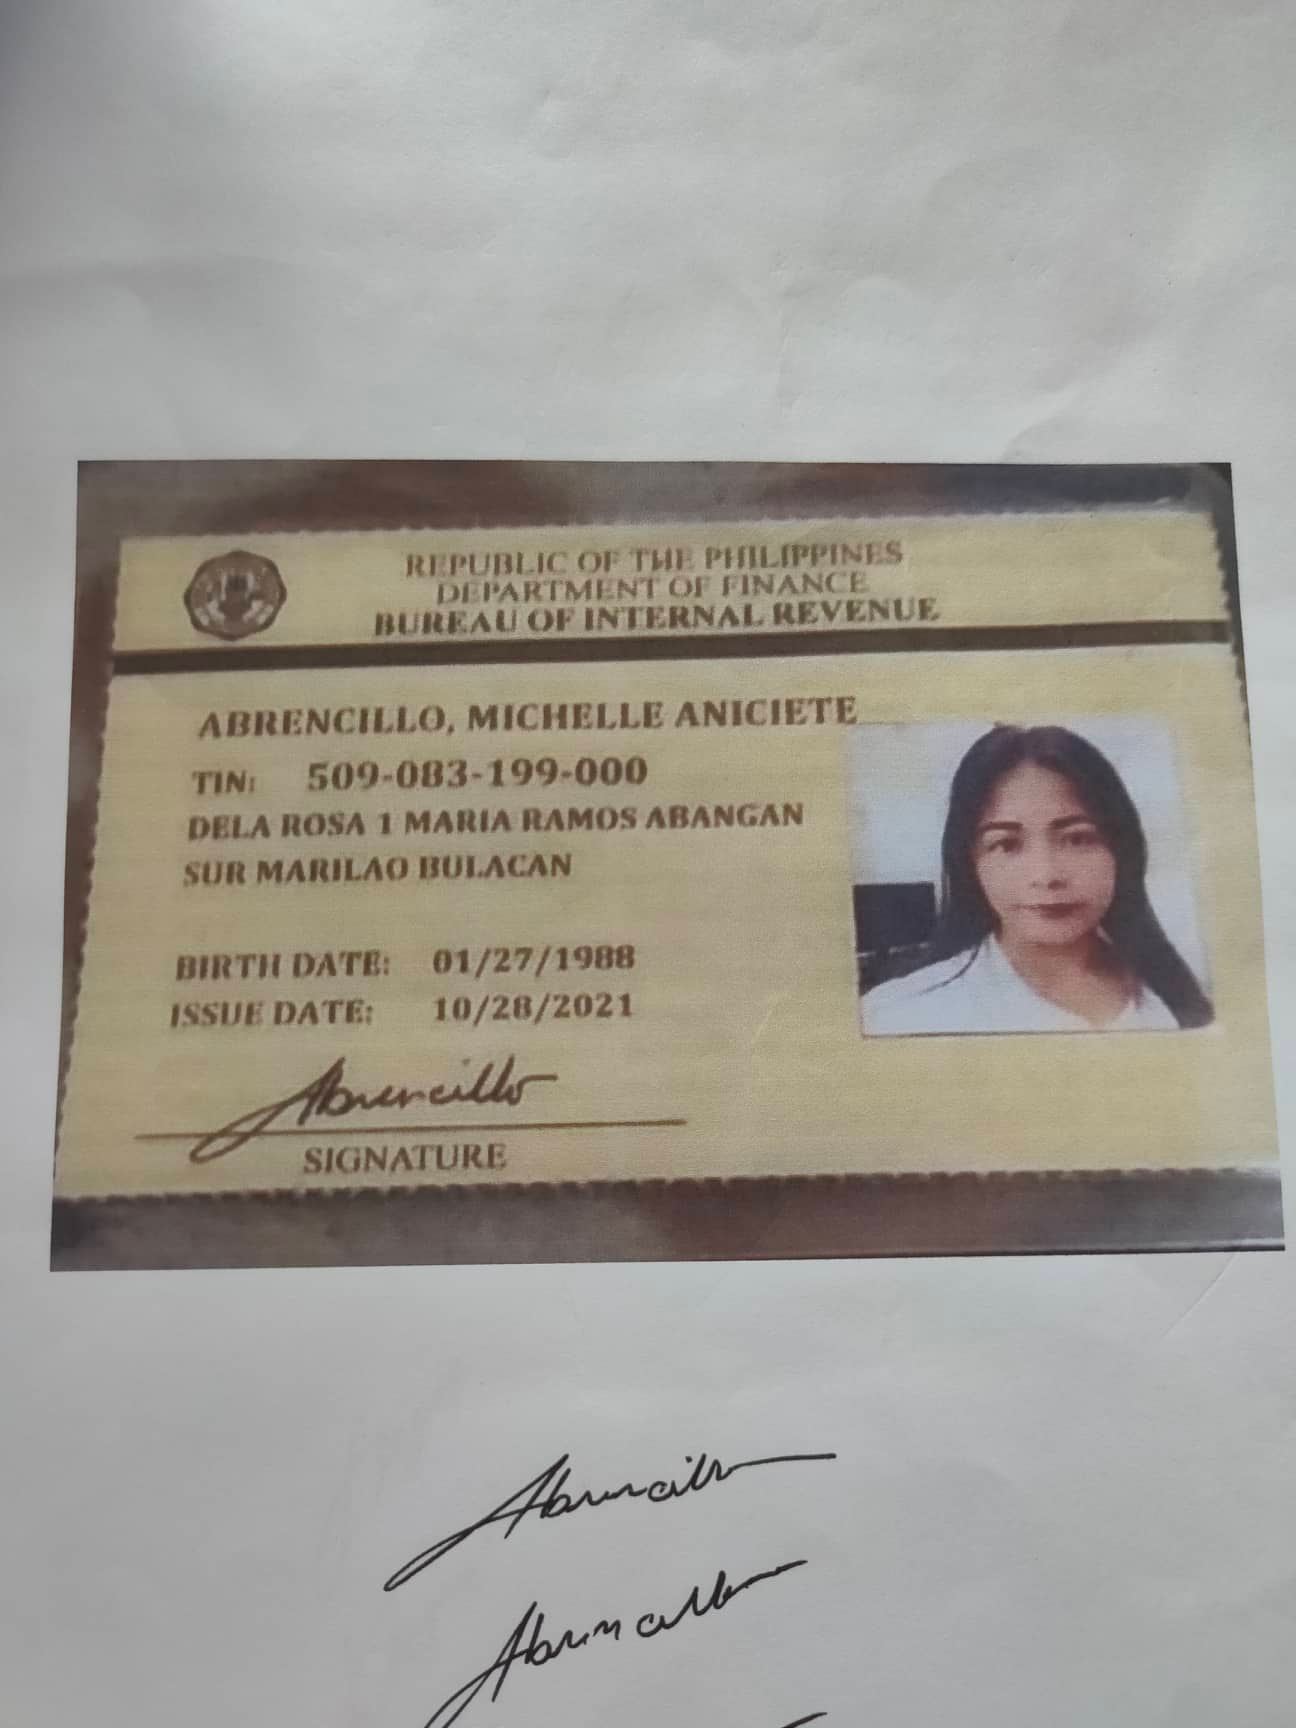 REPUBLIC OF THE PHILIPPINES
DEPARTMENT OF FINANCE
BUREAU OF INTERNAL REVENUE
ABRENCILLO, MICHELLE ANICIETE
TIN: 509-083-199-000
DELA ROSA 1 MARIA RAMOS ABANGAN
SUR MARILAO BULACAN
BIRTH DATE: 01/27/1988
ISSUE DATE: 10/28/2021
Abrencillo
SIGNATURE
Abrencillo
Abrencillo